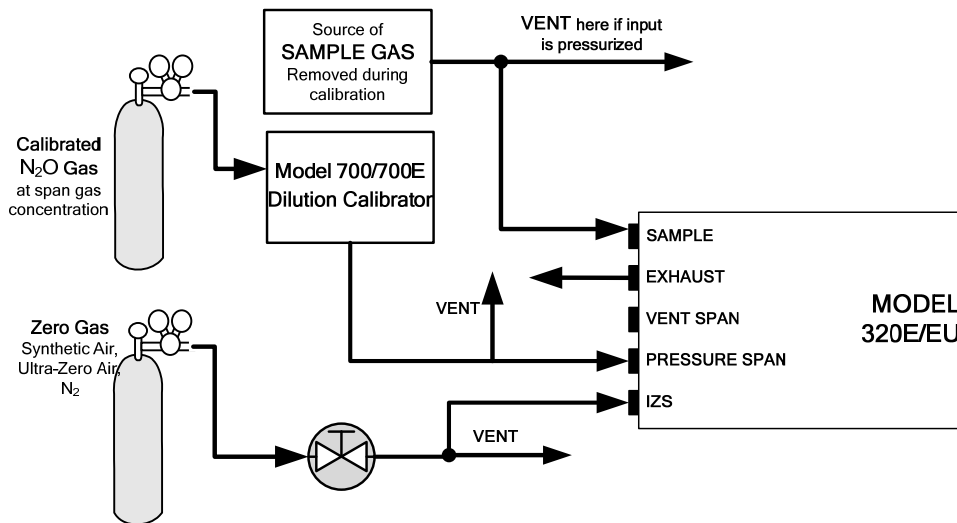 Source of
SAMPLE GAS
Removed during
calibration
VENT here if input
is pressurized
Calibrated
N₂O Gas
at span gas
concentration
Model 700/700E
Dilution Calibrator
SAMPLE
EXHAUST
VENT SPAN
PRESSURE SPAN
IZS
MODEL
320E/EU
VENT
Zero Gas
Synthetic Air,
Ultra-Zero Air,
N₂
VENT